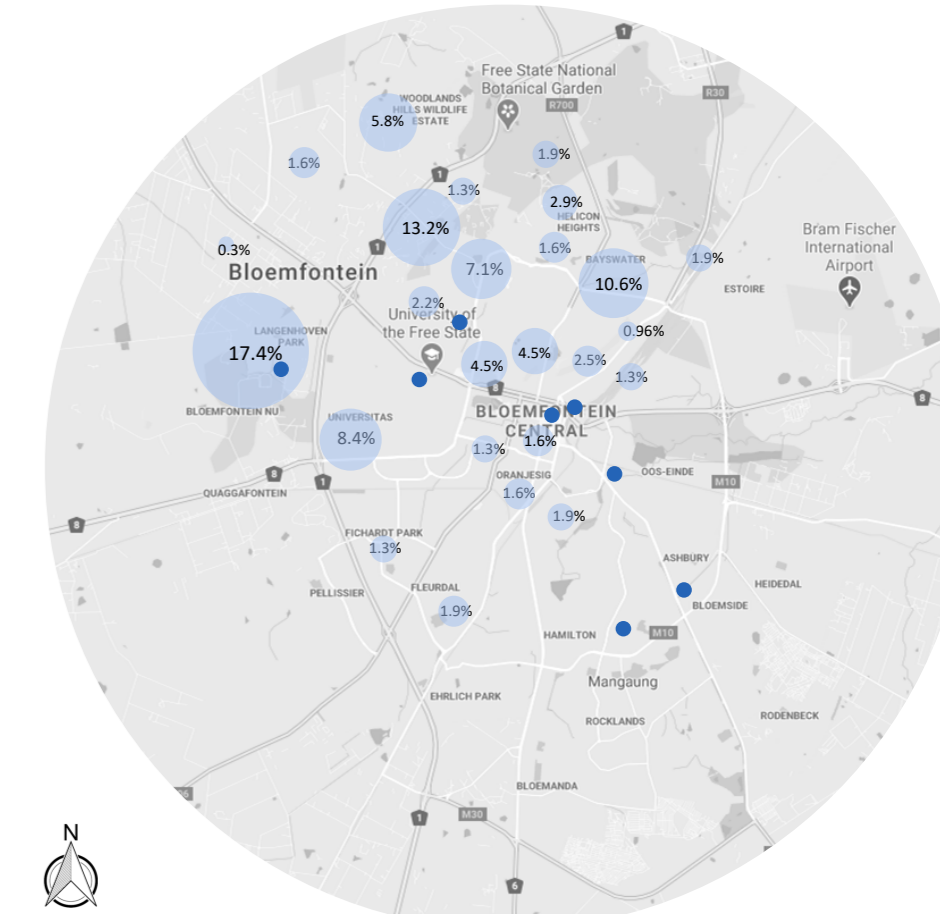 1
Free State National
Botanical Garden
R30
WOODLANDS
HILLS WILDLIFE
ESTATE
R700
5.8%
1.9%
1.6%
1
1.3%
2.9%
HELICON
HEIGHTS
13.2%
Bram Fischer
International
Airport
1
0.3%
1.6%
1.9%
BAYSWATER
Bloemfontein
7.1%
10.6%
ESTOIRE
2.2%
University of
the Free State
LANGENHOVEN
PARK
0.96%
17.4%
4.5%
4.5%
2.5%
1.3%
8
8
BLOEMFONTEIN NU
UNIVERSITAS
BLOEMFONTEIN
CENTRAL
8.4%
1.3%
1.6%
8
ORANJESIG
OOS-EINDE
1
M10
QUAGGAFONTEIN
1.6%
8
1.9%
FICHARDT PARK
1.3%
ASHBURY
PELLISSIER
FLEURDAL
HEIDEDAL
1.9%
BLOEMSIDE
HAMILTON
M10
Mangaung
EHRLICH PARK
ROCKLANDS
RODENBECK
BLOEMANDA
1
M30
N
6